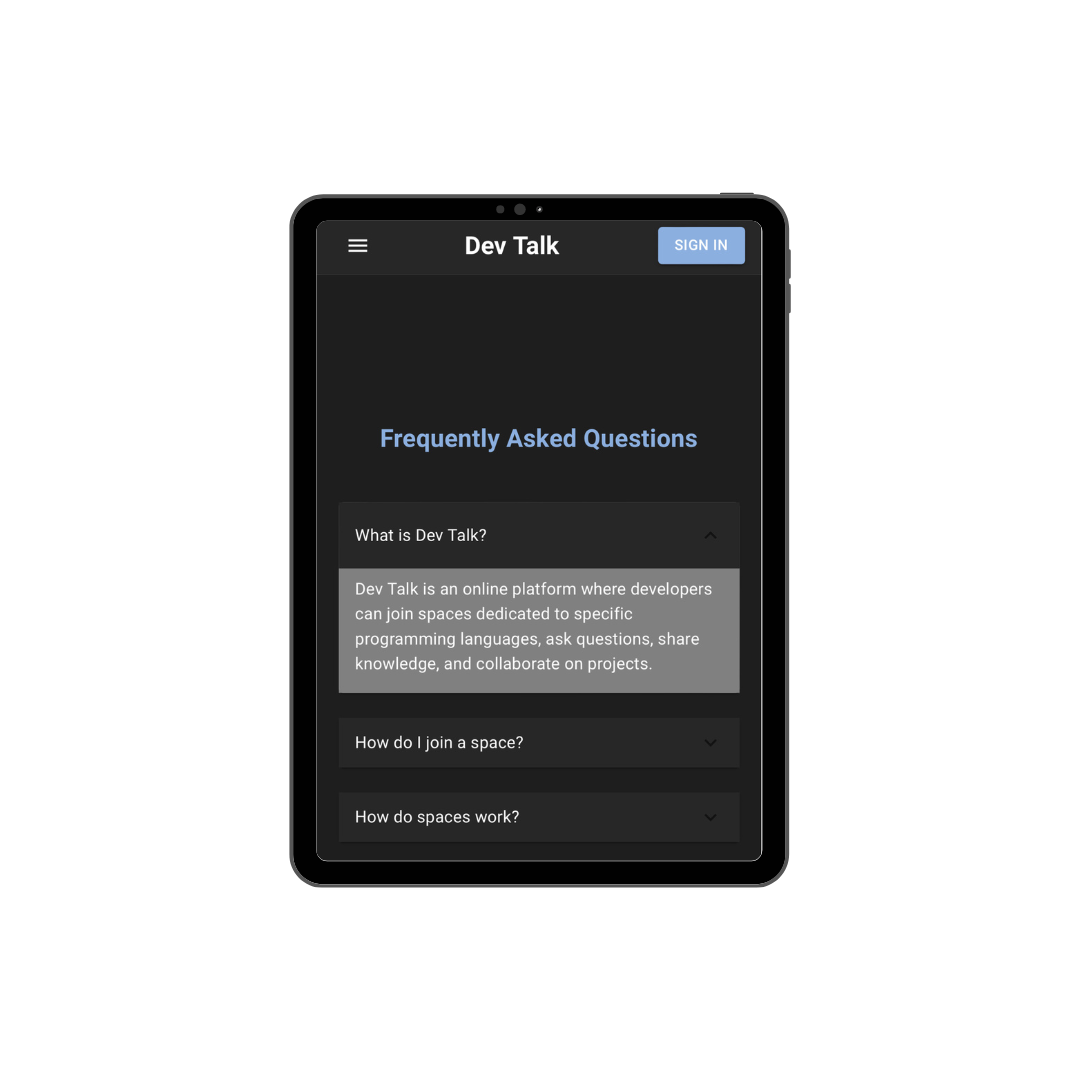 Dev Talk
SIGN IN
Frequently Asked Questions
What is Dev Talk?
Dev Talk is an online platform where developers
can join spaces dedicated to specific
programming languages, ask questions, share
knowledge, and collaborate on projects.
How do I join a space?
How do spaces work?